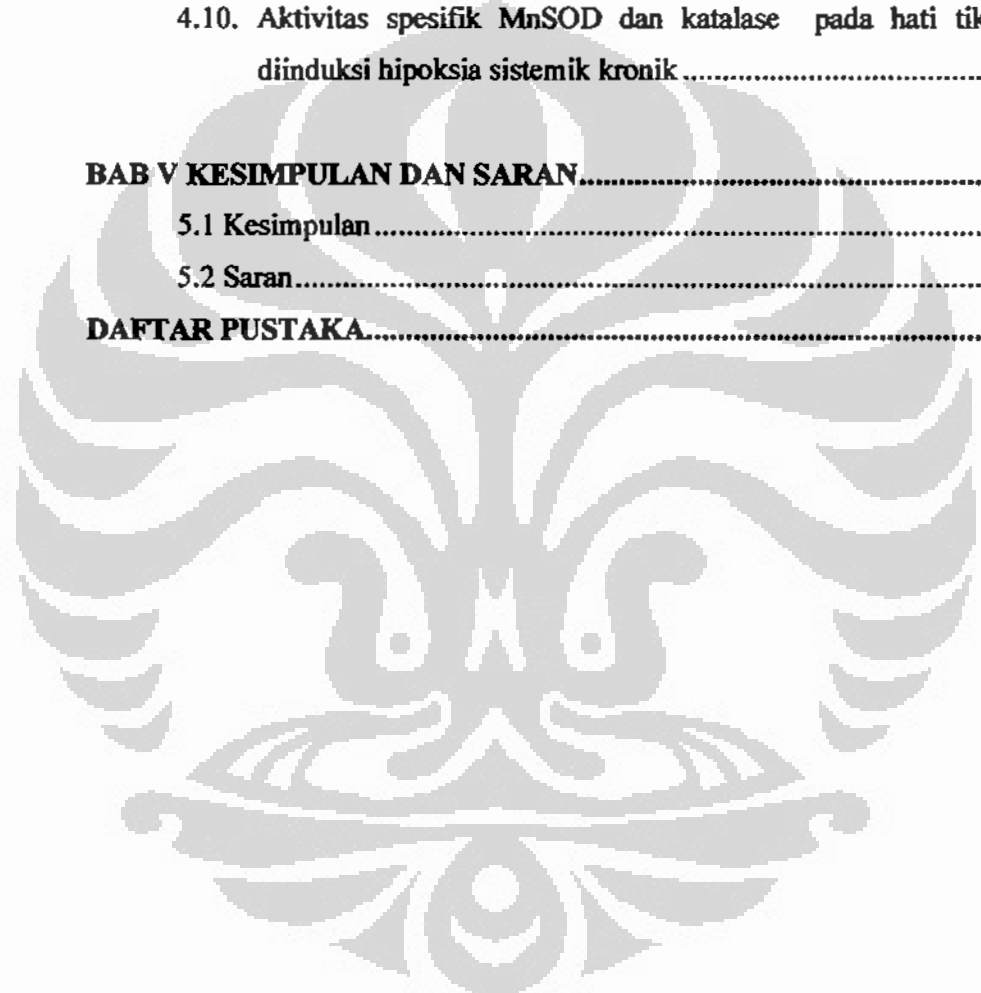 4.10. Aktivitas spesifik MnSOD dan katalase pada hati
diinduksi hipoksia sistemik kronik ................................
BAB V KESIMPULAN DAN SARAN................................
5.1 Kesimpulan ................................
5.2 Saran................................
DAFTAR PUSTAKA................................